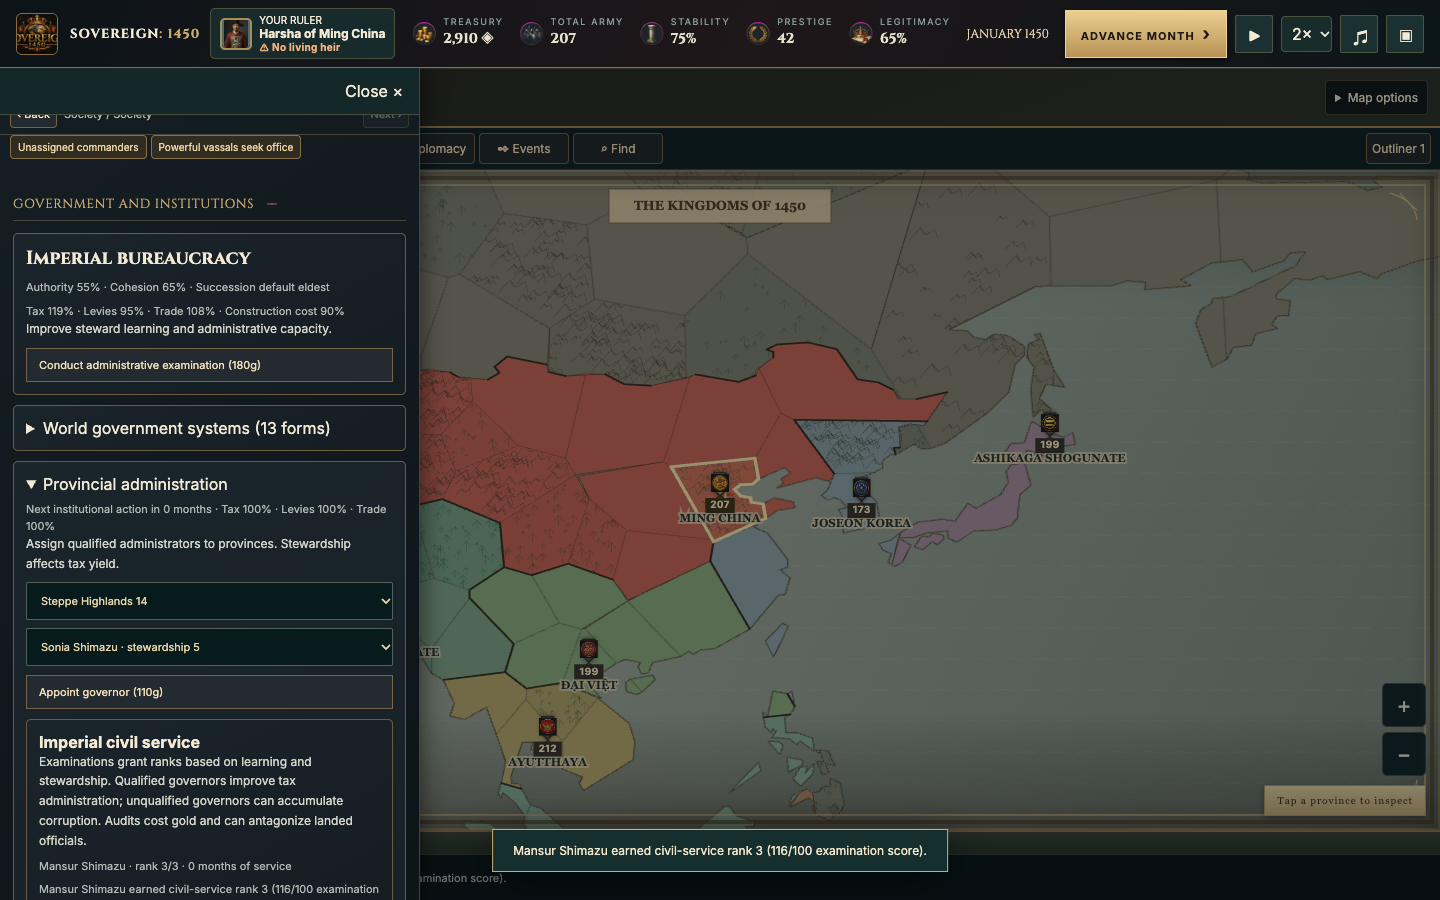 SOVEREIGN: 1450
YOUR RULER
Harsha of Ming China
⚠ No living heir
TREASURY
2,910
TOTAL ARMY
207
STABILITY
75%
PRESTIGE
42
LEGITIMACY
65%
JANUARY 1450
ADVANCE MONTH ›
2×
Close ×
Map options
‹ Back
Society / Society
Next ›
Unassigned commanders
Powerful vassals seek office
plomacy
Events
Find
Outliner 1
GOVERNMENT AND INSTITUTIONS
IMPERIAL BUREAUCRACY
Authority 55% · Cohesion 65% · Succession default eldest
Tax 119% · Levies 95% · Trade 108% · Construction cost 90%
Improve steward learning and administrative capacity.
Conduct administrative examination (180g)
World government systems (13 forms)
Provincial administration
Next institutional action in 0 months · Tax 100% · Levies 100% · Trade
100%
Assign qualified administrators to provinces. Stewardship
affects tax yield.
Steppe Highlands 14
Sonia Shimazu · stewardship 5
Appoint governor (110g)
Imperial civil service
Examinations grant ranks based on learning and
stewardship. Qualified governors improve tax
administration; unqualified governors can accumulate
corruption. Audits cost gold and can antagonize landed
officials.
Mansur Shimazu · rank 3/3 · 0 months of service
Mansur Shimazu earned civil-service rank 3 (116/100 examination
THE KINGDOMS OF 1450
199
ASHIKAGA SHOGUNATE
207
MING CHINA
173
JOSEON KOREA
ATE
199
ĐẠI VIỆT
212
AYUTTHAYA
+
−
Tap a province to inspect
Mansur Shimazu earned civil-service rank 3 (116/100 examination score).
amination score).